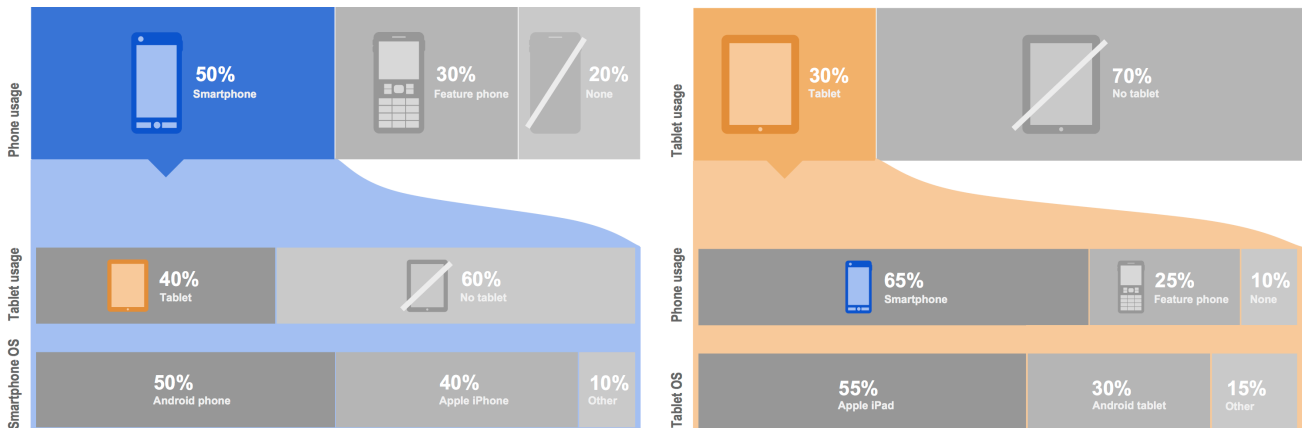 Phone usage
50%
Smartphone
30%
Feature phone
20%
None
Tablet usage
40%
Tablet
60%
No tablet
Smartphone OS
50%
Android phone
40%
Apple iPhone
10%
Other
Tablet usage
30%
Tablet
70%
No tablet
Phone usage
65%
Smartphone
25%
Feature phone
10%
None
Tablet OS
55%
Apple iPad
30%
Android tablet
15%
Other